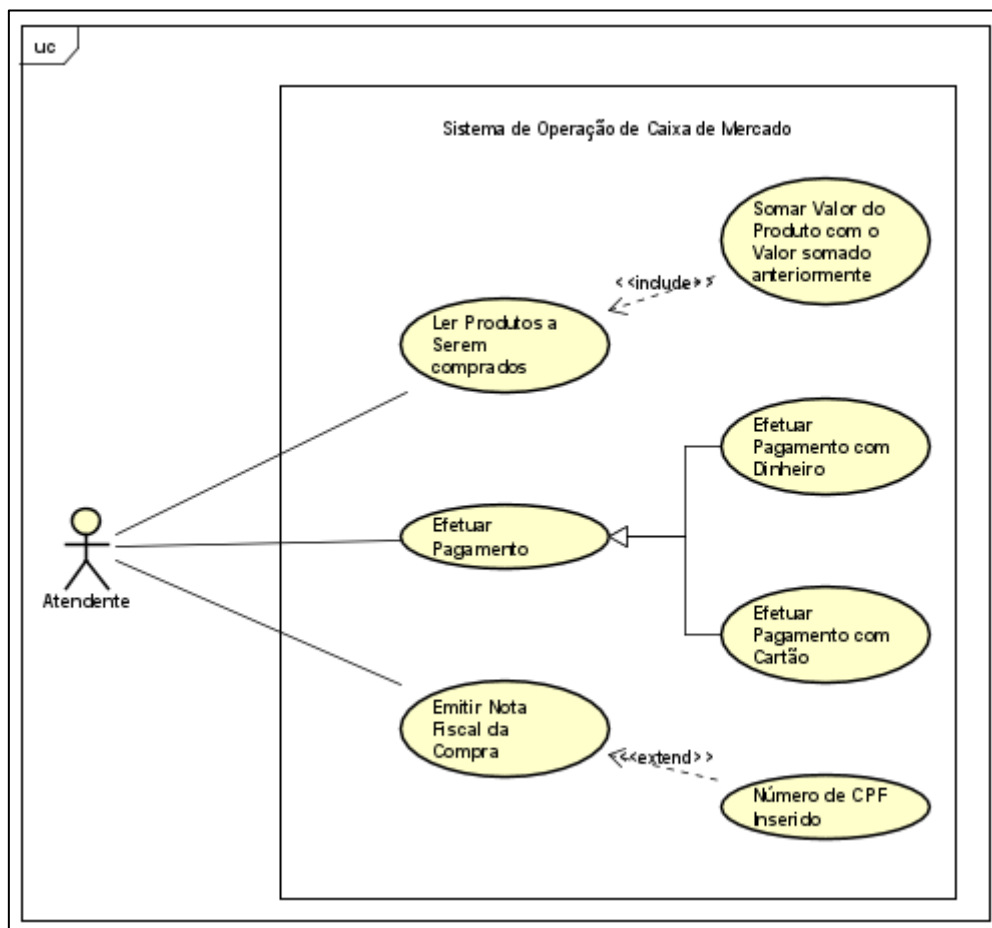 uc
Sistema de Operação de Caixa de Mercado
Somar Valor do
Produto com o
Valor somado
anteriormente
<<include>>
Ler Produtos a
Serem
comprados
Efetuar
Pagamento com
Dinheiro
Efetuar
Pagamento
Atendente
Efetuar
Pagamento com
Cartão
Emitir Nota
Fiscal da
Compra
<<extend>>
Número de CPF
Inserido